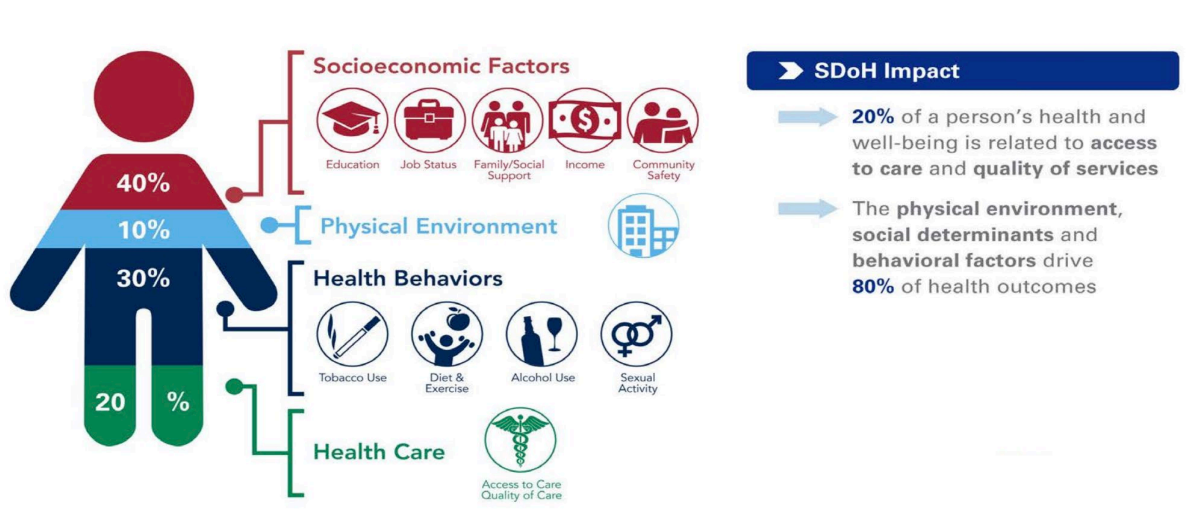 Socioeconomic Factors
Education
Job Status
Family/Social
Support
Income
Community
Safety
40%
10%
Physical Environment
30%
Health Behaviors
Tobacco Use
Diet &
Exercise
Alcohol Use
Sexual
Activity
20 %
Health Care
Access to Care
Quality of Care
SDoH Impact
20% of a person's health and
well-being is related to access
to care and quality of services
The physical environment,
social determinants and
behavioral factors drive
80% of health outcomes